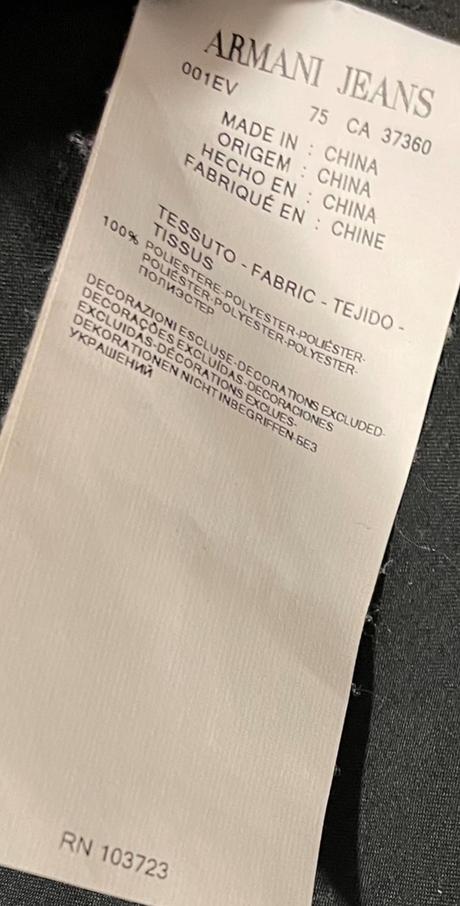 ARMANI JEANS
001EV 75 CA 37360
MADE IN : CHINA
ORIGEM : CHINA
HECHO EN : CHINA
FABRIQUÉ EN : CHINE
TESSUTO - FABRIC - TEJIDO -
TISSUS
100% POLIESTERE-POLYESTER-POLIÉSTER-
POLIÉSTER-POLYESTER-POLYESTER-
ПОЛИЭСТЕР
DECORAZIONI ESCLUSE-DECORATIONS EXCLUDED-
DECORAÇÕES EXCLUIDAS-DECORACIONES
EXCLUIDAS-DÉCORATIONS EXCLUES-
DEKORATIONEN NICHT INBEGRIFFEN-БЕЗ
УКРАШЕНИЙ
RN 103723